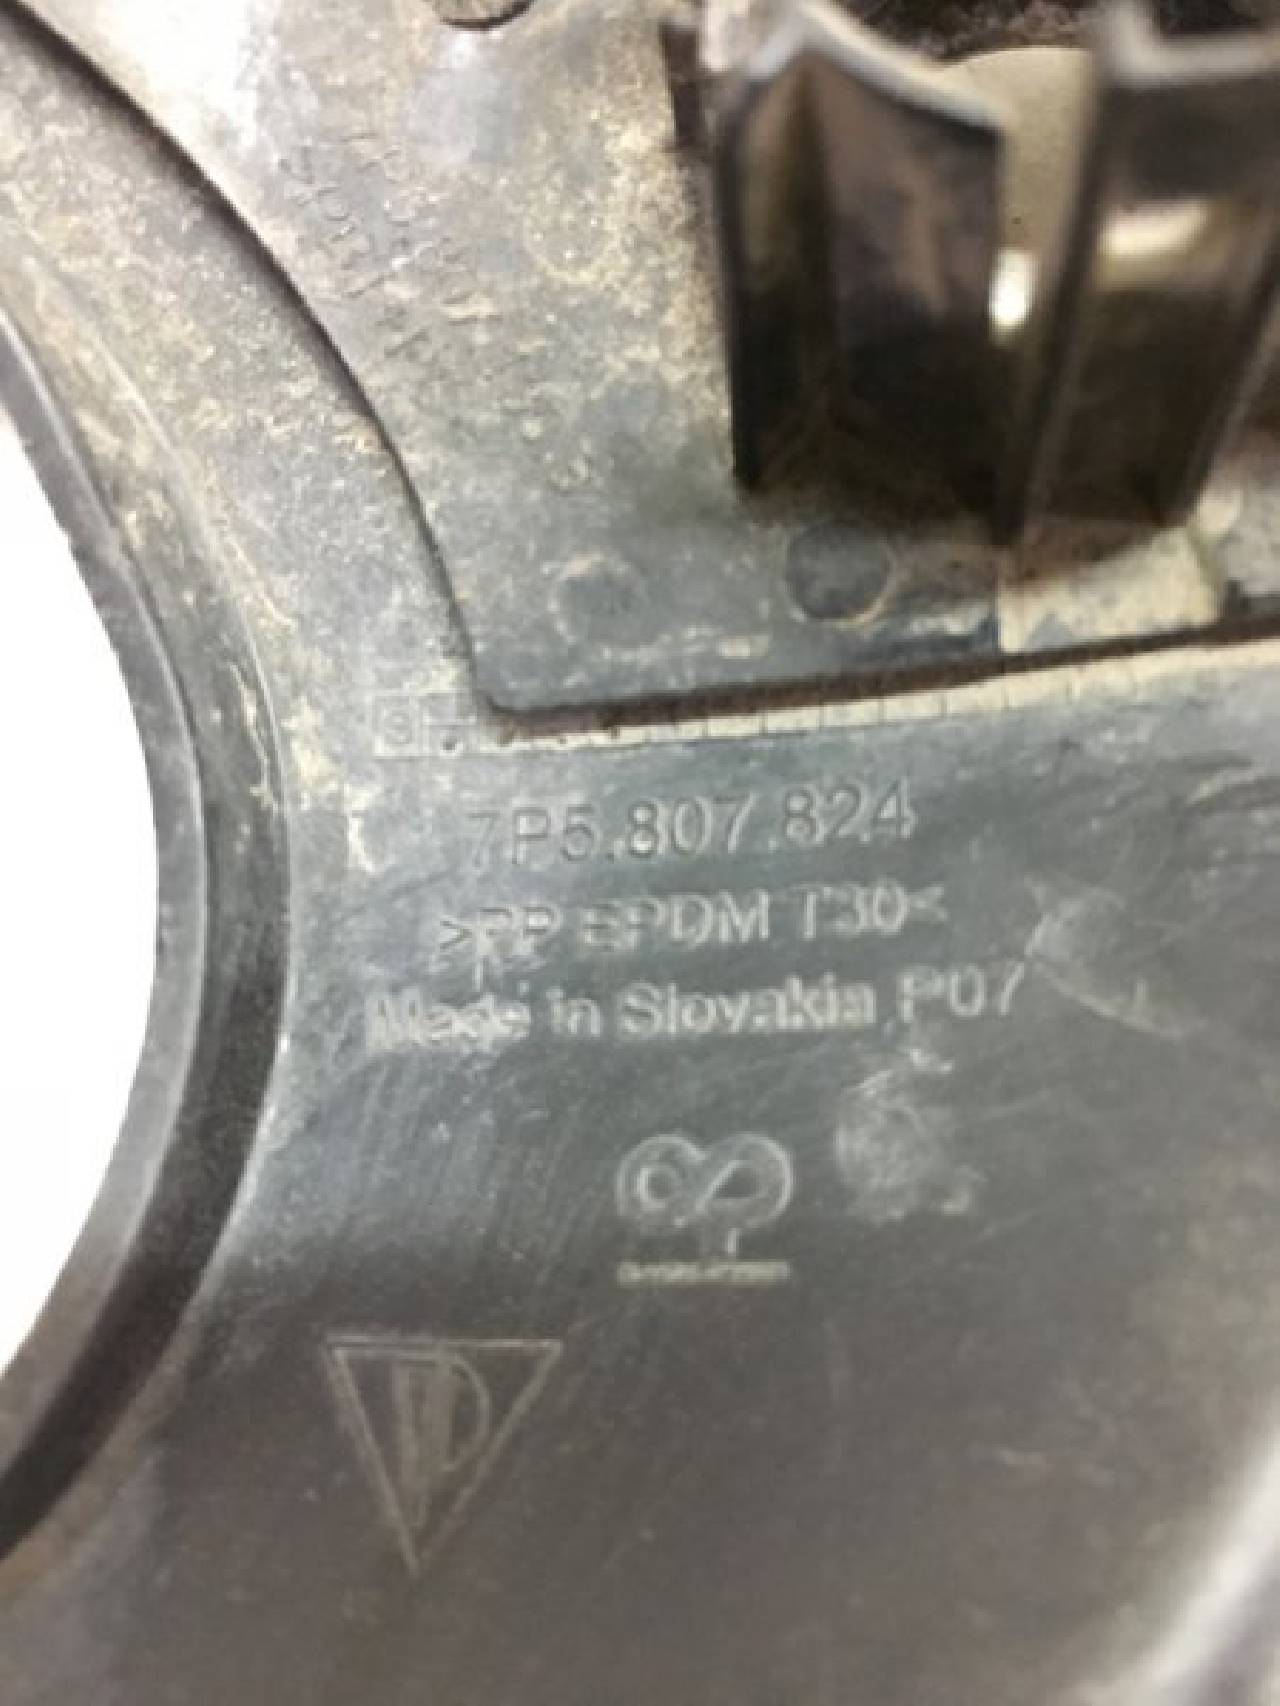 7P5.807.824
>PP EPDM T30<
Made in Slovakia P07